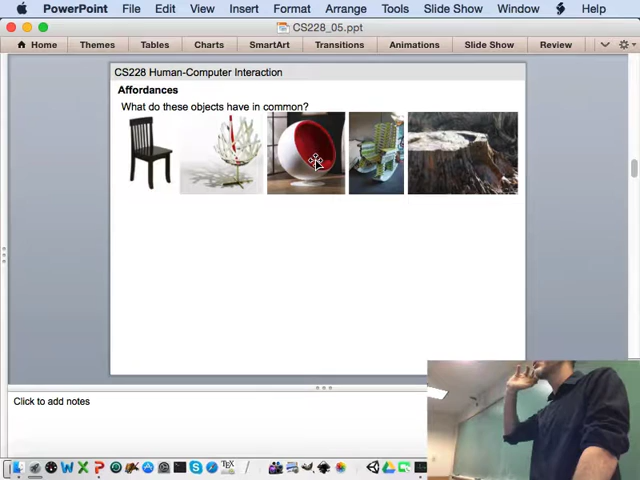 PowerPoint File Edit View Insert Format Arrange Tools Slide Show Window Help
CS228_05.ppt
Home Themes Tables Charts SmartArt Transitions Animations Slide Show Review
CS228 Human-Computer Interaction
Affordances
What do these objects have in common?
Click to add notes